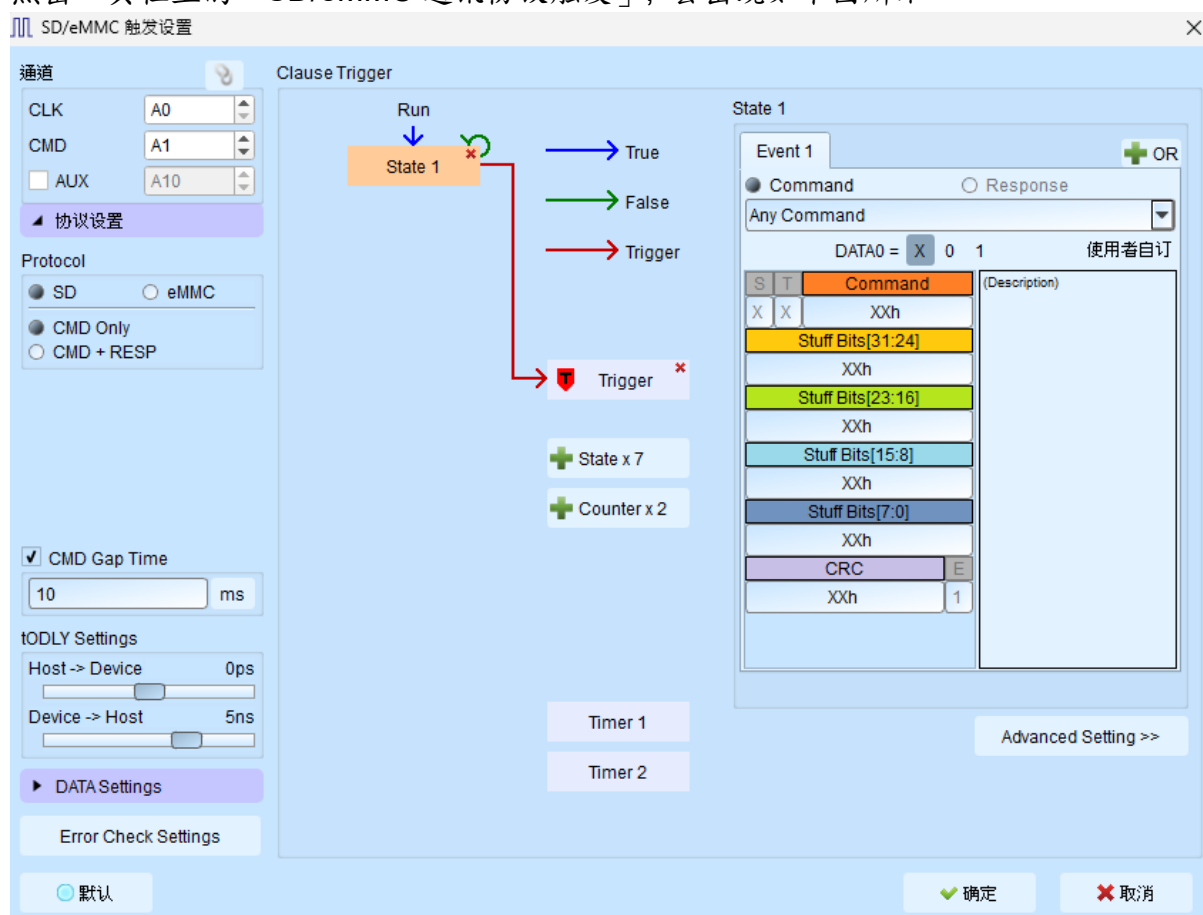 SD/eMMC 触发设置
通道
CLK
A0
CMD
A1
AUX
A10
协议设置
Protocol
SD
eMMC
CMD Only
CMD + RESP
CMD Gap Time
10
ms
tODLY Settings
Host -> Device
0ps
Device -> Host
5ns
DATA Settings
Error Check Settings
默认
Clause Trigger
Run
State 1
True
False
Trigger
T
Trigger
State x 7
Counter x 2
Timer 1
Timer 2
State 1
Event 1
OR
Command
Response
Any Command
DATA0 = X 0 1
使用者自订
S T Command
X X XXh
Stuff Bits[31:24]
XXh
Stuff Bits[23:16]
XXh
Stuff Bits[15:8]
XXh
Stuff Bits[7:0]
XXh
CRC E
XXh 1
(Description)
Advanced Setting >>
确定
取消